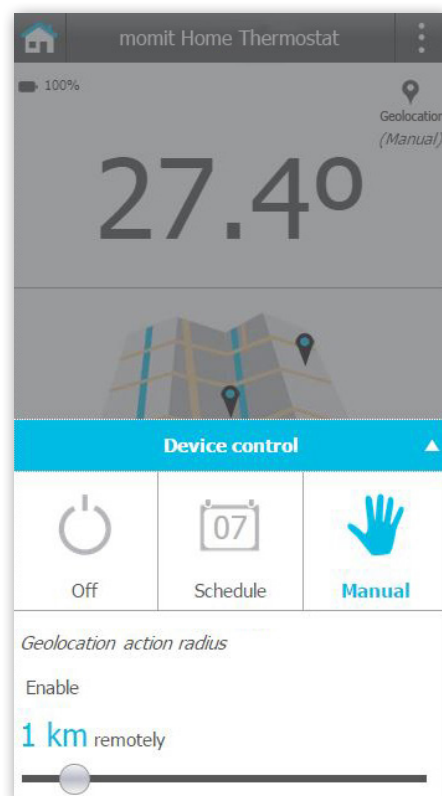 momit Home Thermostat
100%
Geolocation
(Manual)
27.4º
Device control
07
Off
Schedule
Manual
Geolocation action radius
Enable
1 km remotely